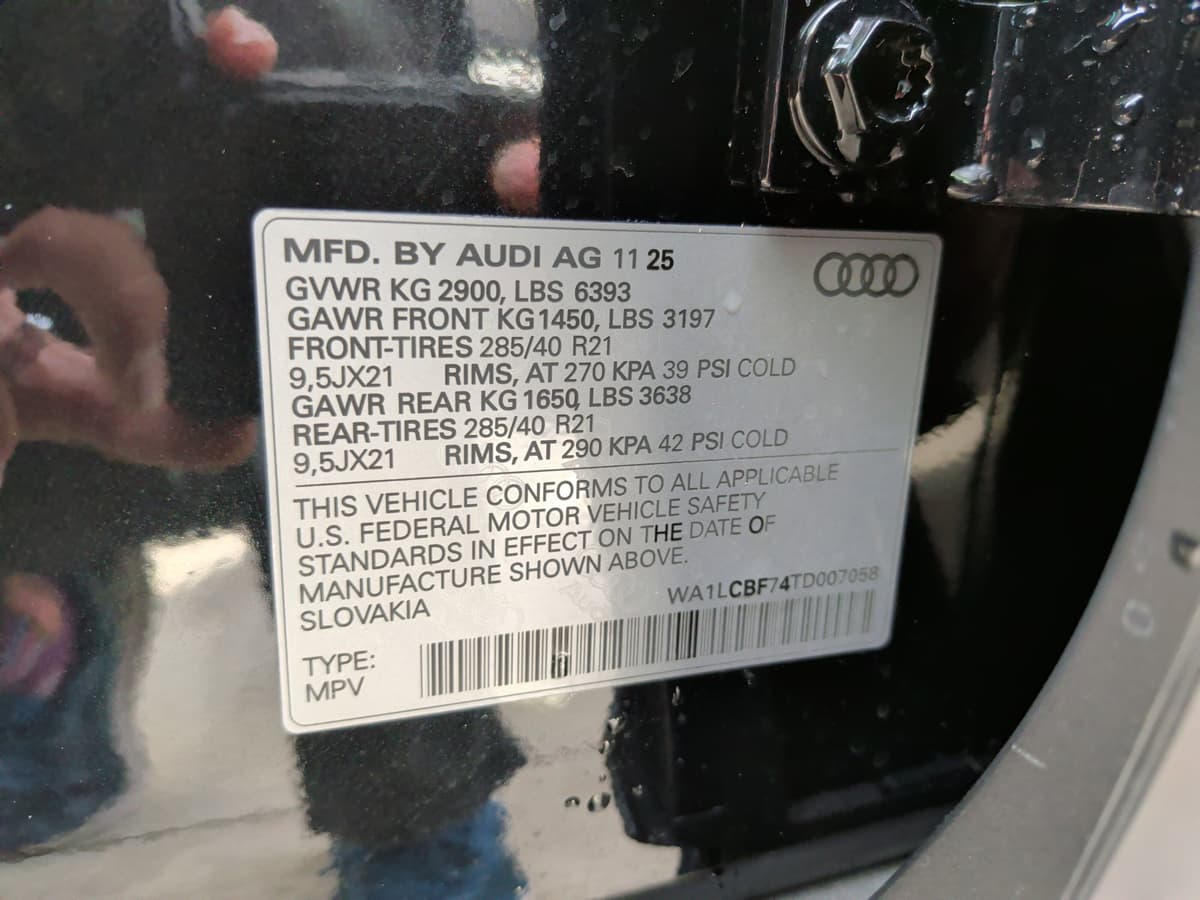 MFD. BY AUDI AG 11 25
GVWR KG 2900, LBS 6393
GAWR FRONT KG1450, LBS 3197
FRONT-TIRES 285/40 R21
9,5JX21 RIMS, AT 270 KPA 39 PSI COLD
GAWR REAR KG 1650, LBS 3638
REAR-TIRES 285/40 R21
9,5JX21 RIMS, AT 290 KPA 42 PSI COLD
THIS VEHICLE CONFORMS TO ALL APPLICABLE
U.S. FEDERAL MOTOR VEHICLE SAFETY
STANDARDS IN EFFECT ON THE DATE OF
MANUFACTURE SHOWN ABOVE.
SLOVAKIA
WA1LCBF74TD007058
TYPE:
MPV